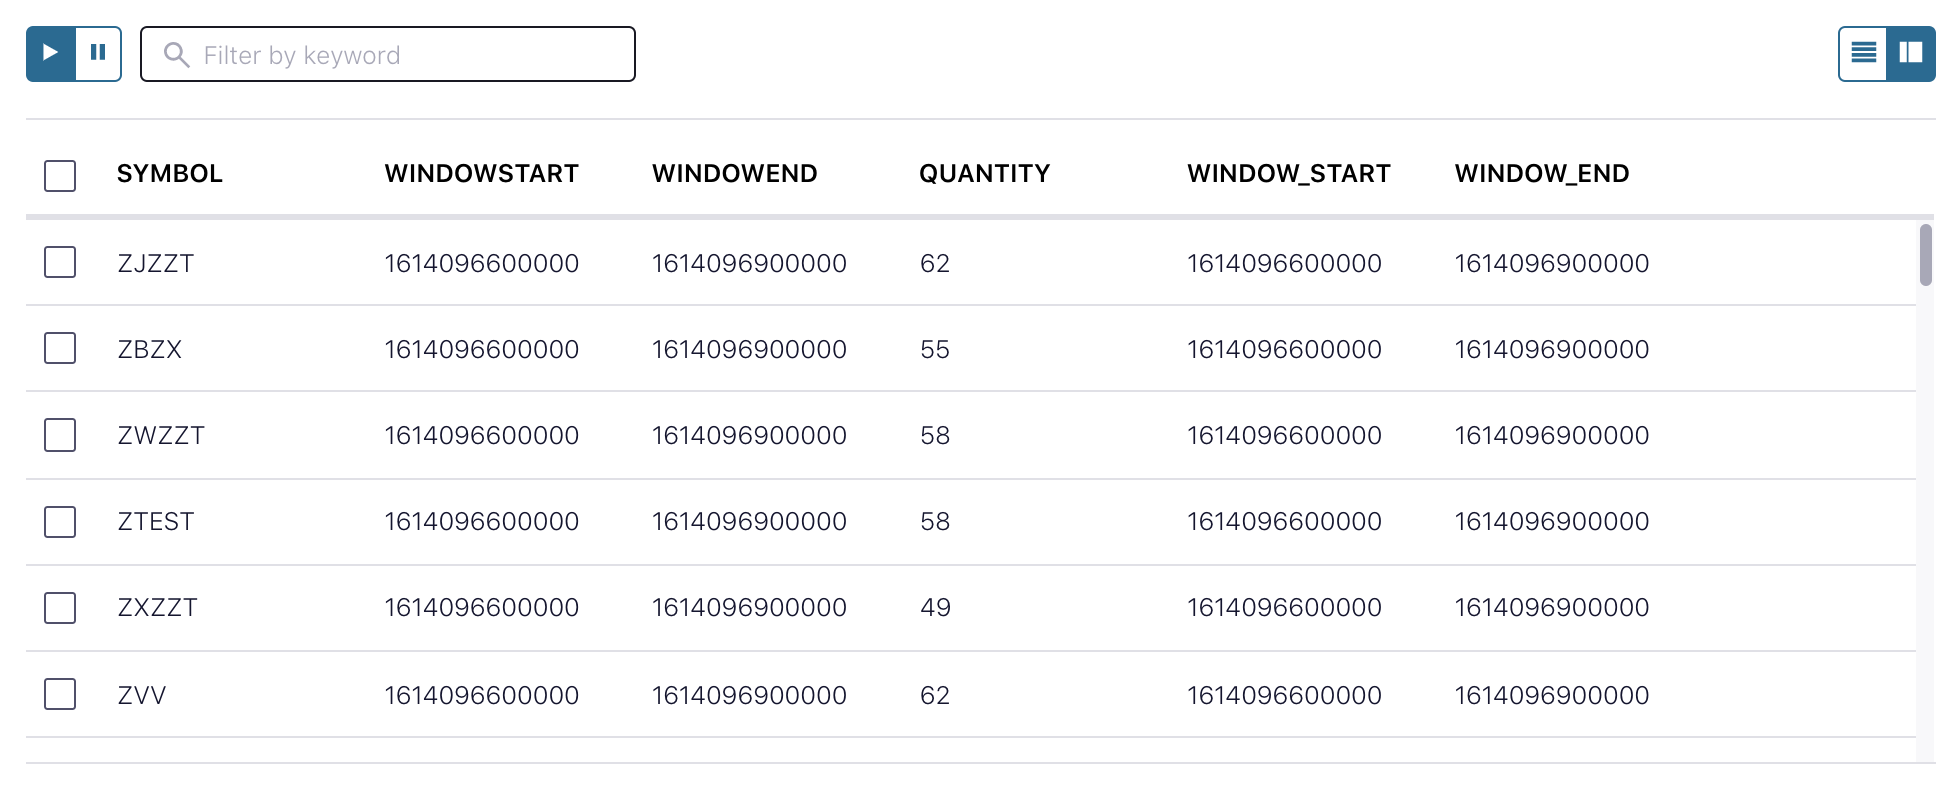 Filter by keyword
SYMBOL WINDOWSTART WINDOWEND QUANTITY WINDOW_START WINDOW_END
ZJZZT 1614096600000 1614096900000 62 1614096600000 1614096900000
ZBZX 1614096600000 1614096900000 55 1614096600000 1614096900000
ZWZZT 1614096600000 1614096900000 58 1614096600000 1614096900000
ZTEST 1614096600000 1614096900000 58 1614096600000 1614096900000
ZXZZT 1614096600000 1614096900000 49 1614096600000 1614096900000
ZVV 1614096600000 1614096900000 62 1614096600000 1614096900000